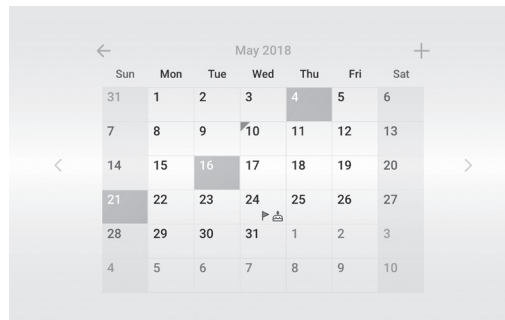 May 2018
Sun Mon Tue Wed Thu Fri Sat
31 1 2 3 4 5 6
7 8 9 10 11 12 13
14 15 16 17 18 19 20
21 22 23 24 25 26 27
28 29 30 31 1 2 3
4 5 6 7 8 9 10